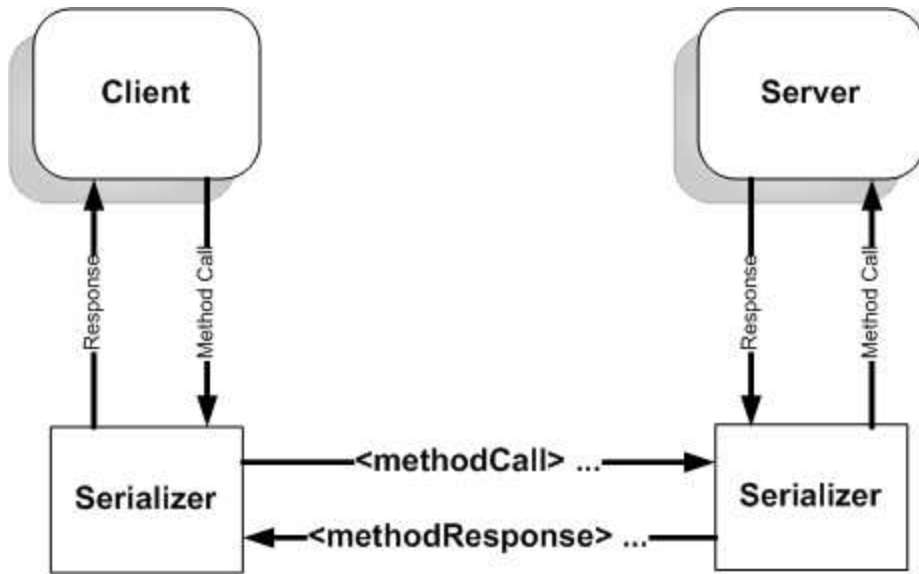 Client
Server
Response
Method Call
Response
Method Call
<methodCall> ...
Serializer
Serializer
<methodResponse> ...